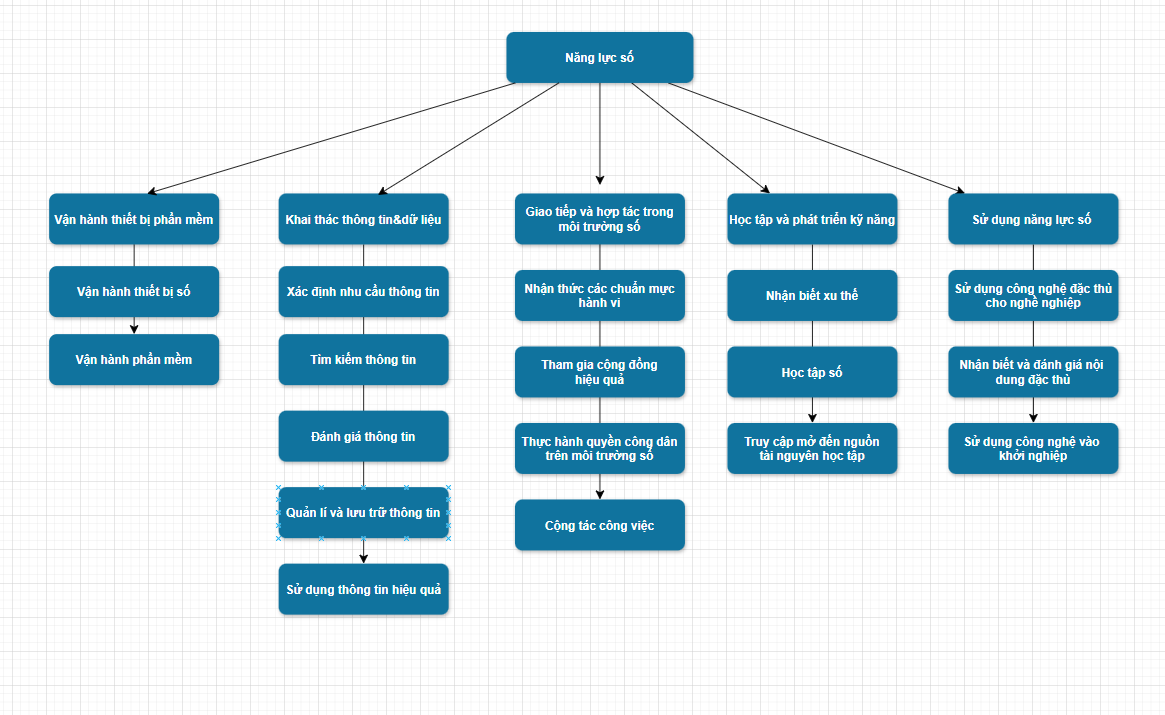 Năng lực số
Vận hành thiết bị phần mềm
Khai thác thông tin&dữ liệu
Giao tiếp và hợp tác trong
môi trường số
Học tập và phát triển kỹ năng
Sử dụng năng lực số
Vận hành thiết bị số
Vận hành phần mềm
Xác định nhu cầu thông tin
Tìm kiếm thông tin
Đánh giá thông tin
Quản lí và lưu trữ thông tin
Sử dụng thông tin hiệu quả
Nhận thức các chuẩn mực
hành vi
Tham gia cộng đồng
hiệu quả
Thực hành quyền công dân
trên môi trường số
Cộng tác công việc
Nhận biết xu thế
Học tập số
Truy cập mở đến nguồn
tài nguyên học tập
Sử dụng công nghệ đặc thù
cho nghề nghiệp
Nhận biết và đánh giá nội
dung đặc thù
Sử dụng công nghệ vào
khởi nghiệp